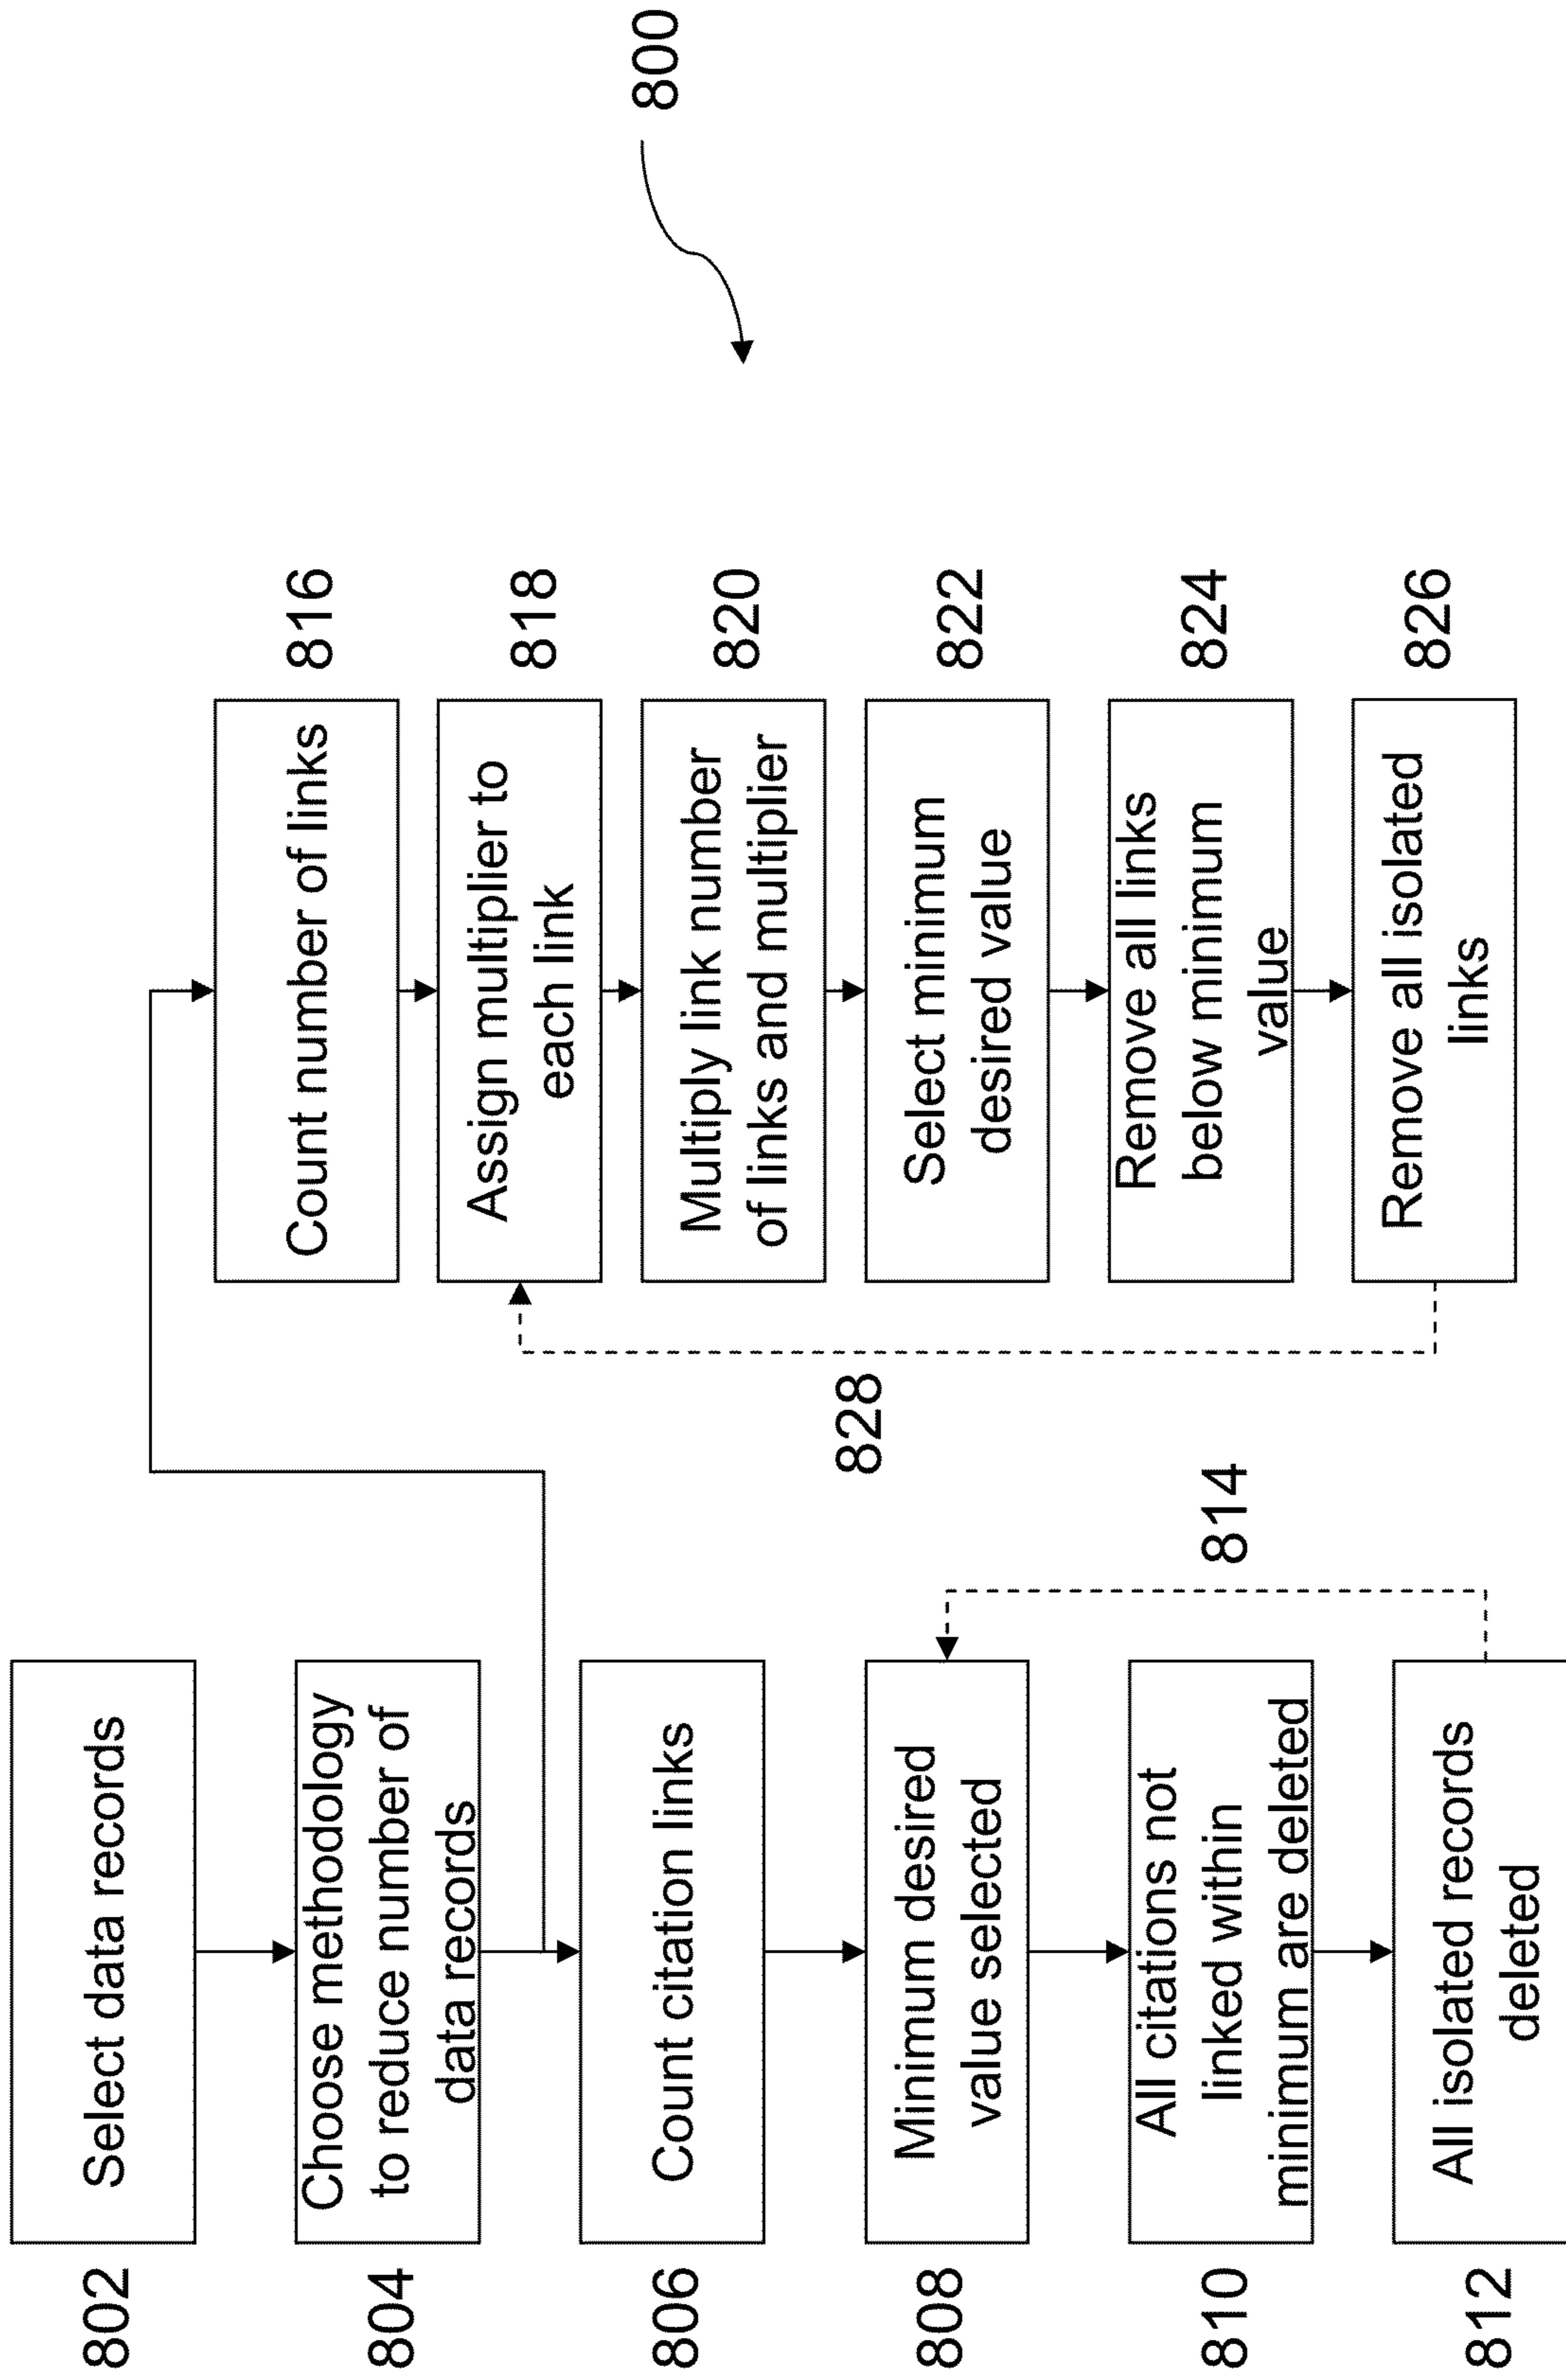 802
Select data records
804
Choose methodology
to reduce number of
data records
806
Count citation links
808
Minimum desired
value selected
810
All citations not
linked within
minimum are deleted
812
All isolated records
deleted
814
Count number of links
816
Assign multiplier to
each link
818
Multiply link number
of links and multiplier
820
Select minimum
desired value
822
Remove all links
below minimum
value
824
Remove all isolated
links
826
828
800